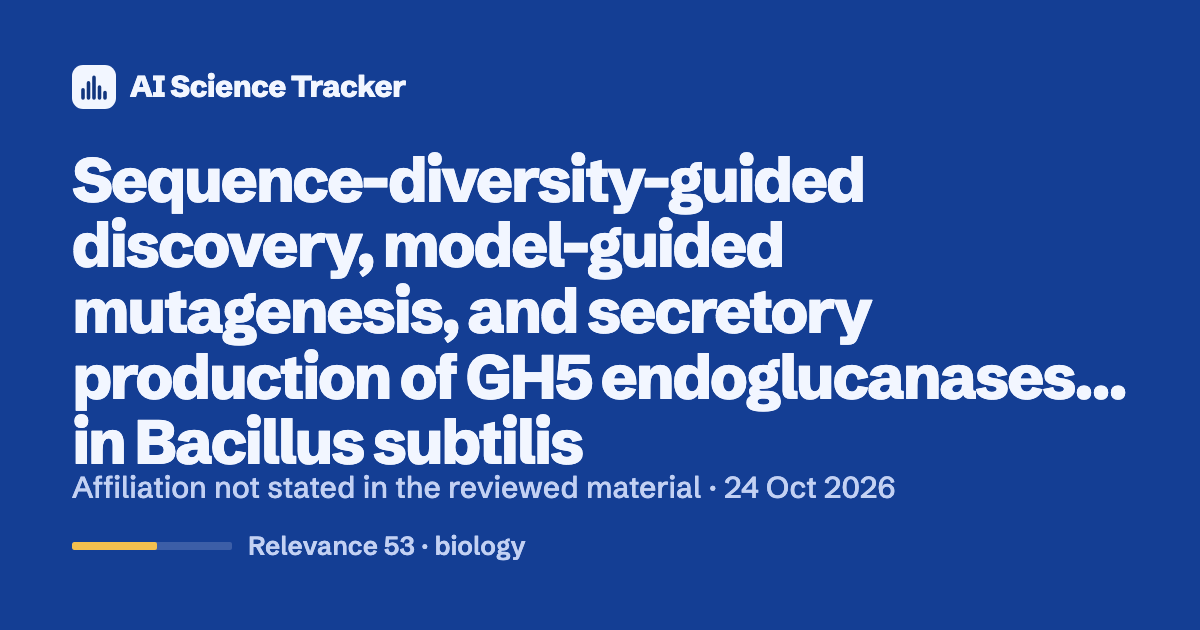 AI Science Tracker
Sequence-diversity-guided
discovery, model-guided
mutagenesis, and secretory
production of GH5 endoglucanases…
in Bacillus subtilis
Affiliation not stated in the reviewed material · 24 Oct 2026
Relevance 53 · biology